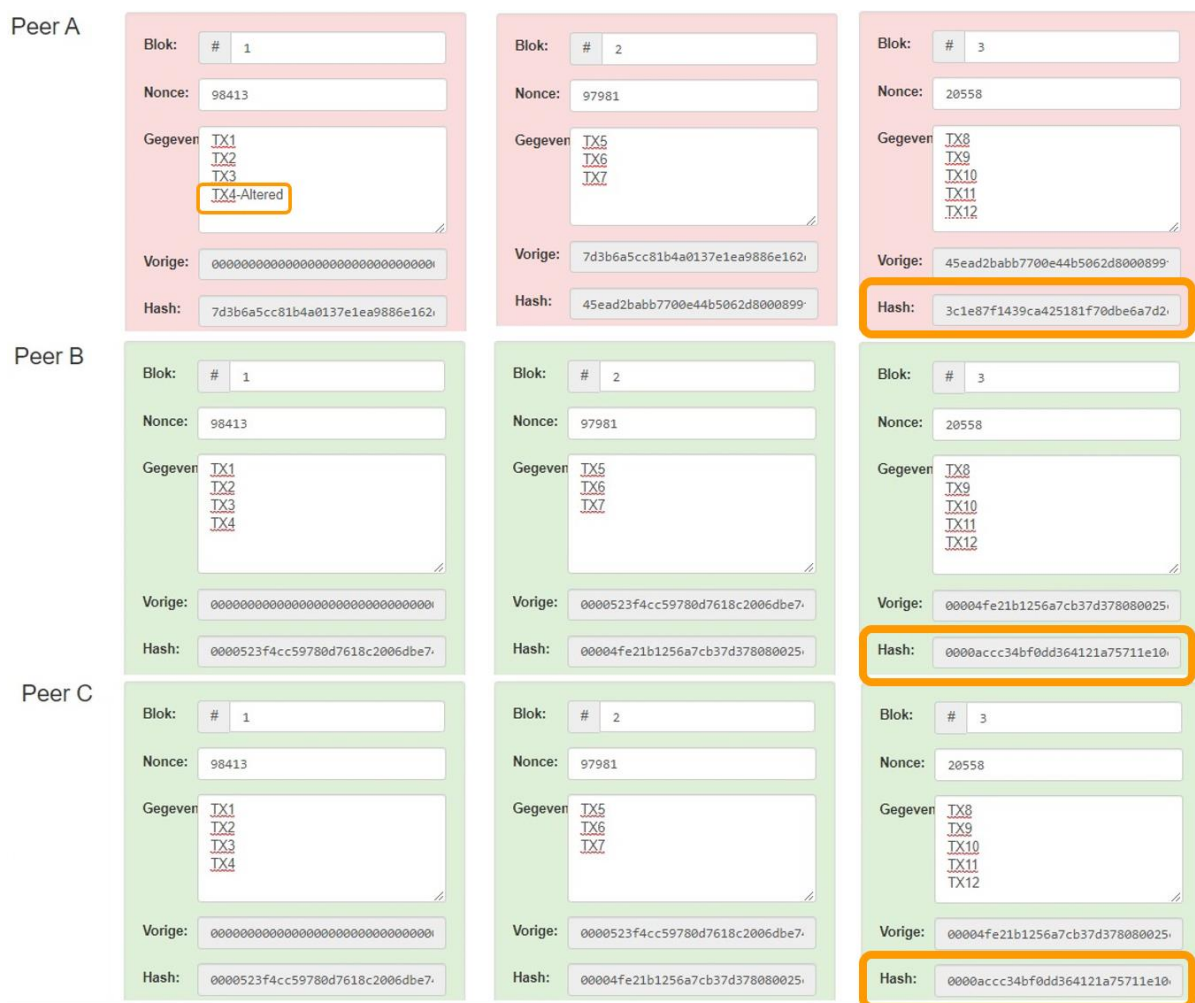 Peer A
Blok: # 1
Nonce: 98413
Gegeven TX1
TX2
TX3
TX4-Altered
Vorige: 00000000000000000000000000000000
Hash: 7d3b6a5cc81b4a0137e1ea9886e162
Blok: # 2
Nonce: 97981
Gegeven TX5
TX6
TX7
Vorige: 7d3b6a5cc81b4a0137e1ea9886e162
Hash: 45ead2babb7700e44b5062d8000899
Blok: # 3
Nonce: 20558
Gegeven TX8
TX9
TX10
TX11
TX12
Vorige: 45ead2babb7700e44b5062d8000899
Hash: 3c1e87f1439ca425181f70dbe6a7d2
Peer B
Blok: # 1
Nonce: 98413
Gegeven TX1
TX2
TX3
TX4
Vorige: 00000000000000000000000000000000
Hash: 0000523f4cc59780d7618c2006dbe7
Blok: # 2
Nonce: 97981
Gegeven TX5
TX6
TX7
Vorige: 0000523f4cc59780d7618c2006dbe7
Hash: 00004fe21b1256a7cb37d378080025
Blok: # 3
Nonce: 20558
Gegeven TX8
TX9
TX10
TX11
TX12
Vorige: 00004fe21b1256a7cb37d378080025
Hash: 0000accc34bf0dd364121a75711e10
Peer C
Blok: # 1
Nonce: 98413
Gegeven TX1
TX2
TX3
TX4
Vorige: 00000000000000000000000000000000
Hash: 0000523f4cc59780d7618c2006dbe7
Blok: # 2
Nonce: 97981
Gegeven TX5
TX6
TX7
Vorige: 0000523f4cc59780d7618c2006dbe7
Hash: 00004fe21b1256a7cb37d378080025
Blok: # 3
Nonce: 20558
Gegeven TX8
TX9
TX10
TX11
TX12
Vorige: 00004fe21b1256a7cb37d378080025
Hash: 0000accc34bf0dd364121a75711e10